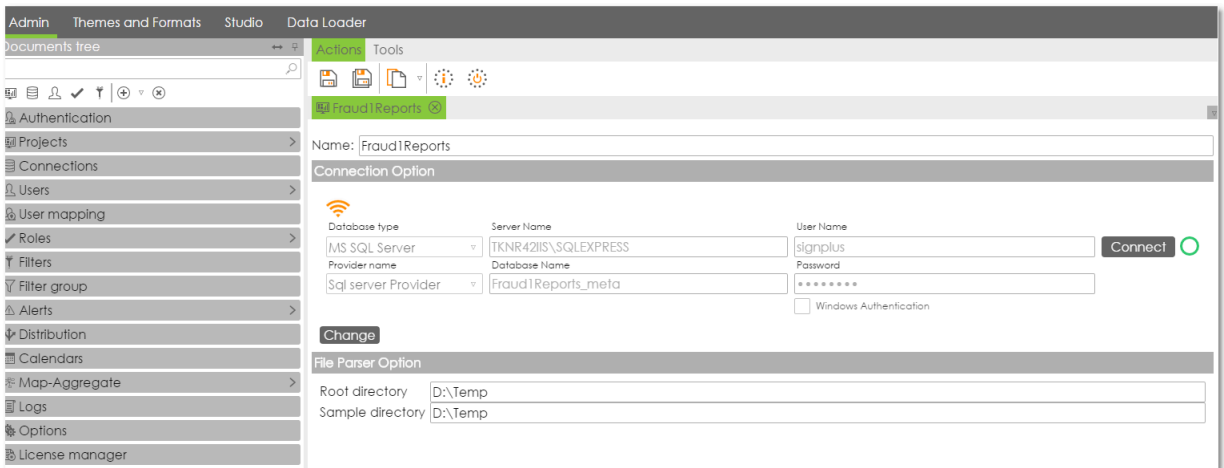 Admin Themes and Formats Studio Data Loader
Documents tree
Actions Tools
Fraud1Reports
Authentication
Projects
Connections
Users
User mapping
Roles
Filters
Filter group
Alerts
Distribution
Calendars
Map-Aggregate
Logs
Options
License manager
Name: Fraud1Reports
Connection Option
Database type Server Name User Name
MS SQL Server TKNR42IIS\SQLEXPRESS signplus Connect
Provider name Database Name Password
Sql server Provider Fraud1Reports_meta ••••••••
Windows Authentication
Change
File Parser Option
Root directory D:\Temp
Sample directory D:\Temp